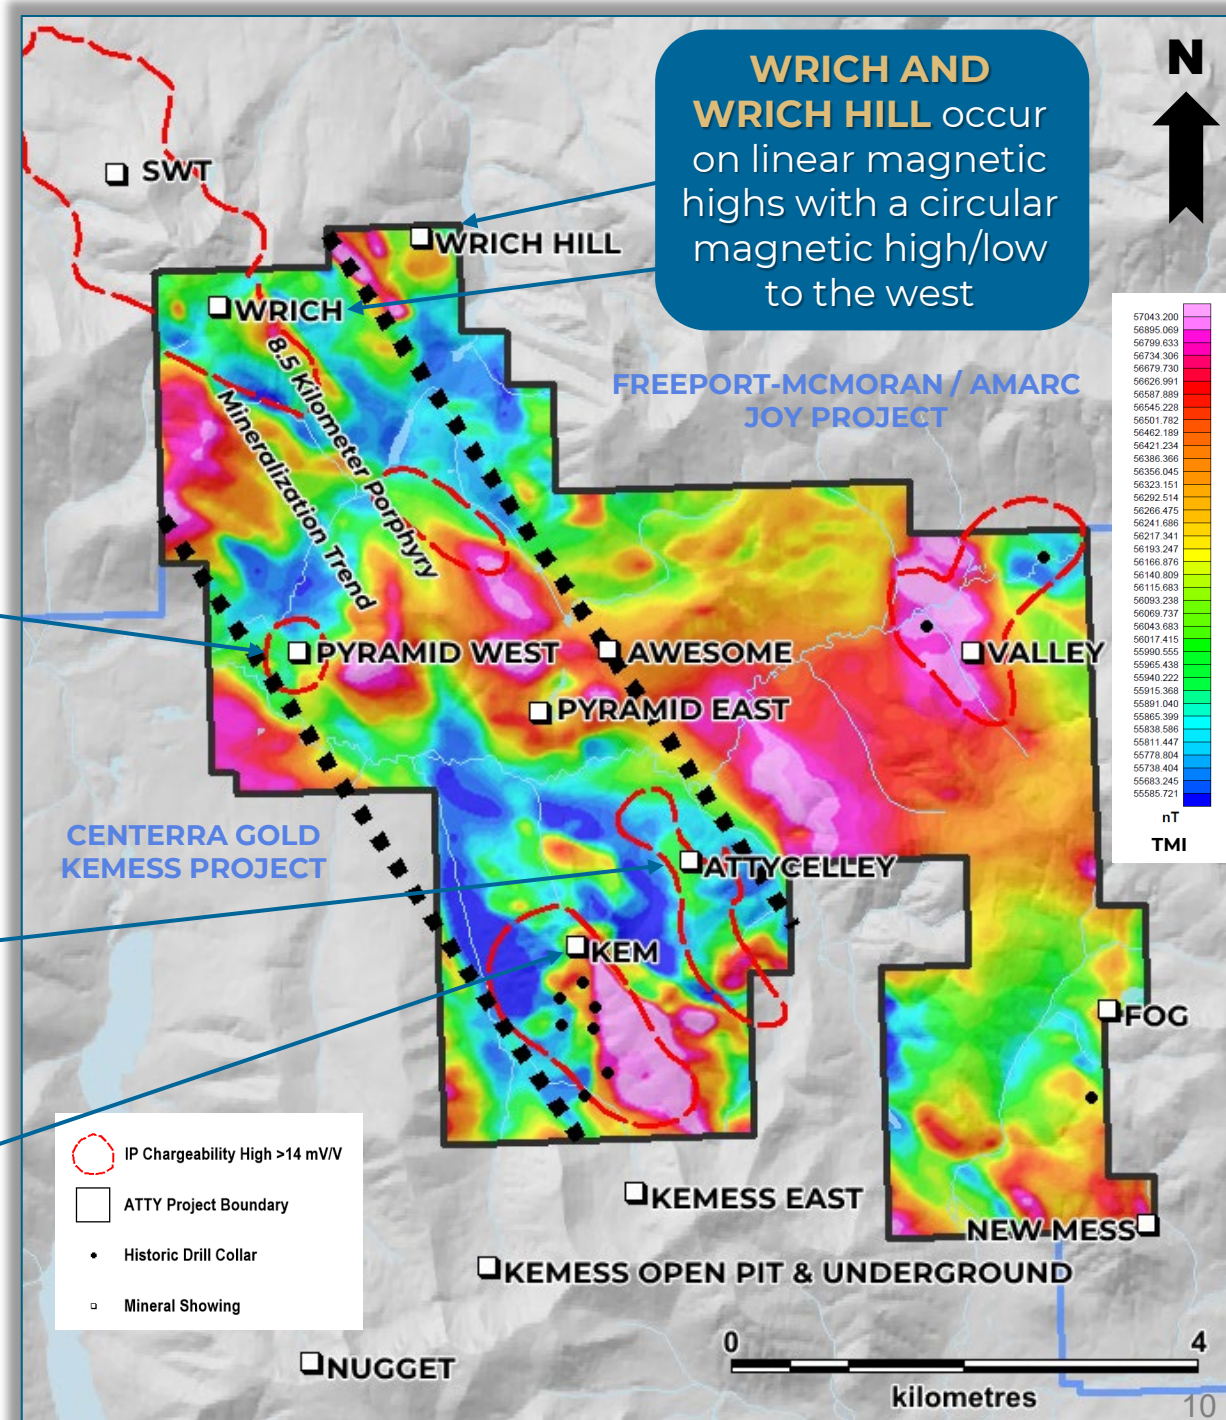 WRICH AND
WRICH HILL occur
on linear magnetic
highs with a circular
magnetic high/low
to the west
N
SWT
WRICH HILL
WRICH
8.5 Kilometer Porphyry
Mineralization Trend
FREEPORT-MCMORAN / AMARC
JOY PROJECT
57043.200
56895.069
56799.633
56734.306
56679.730
56626.991
56587.889
56545.228
56501.782
56462.189
56421.234
56386.366
56356.045
56323.151
56292.514
56266.475
56241.686
56217.341
56193.247
56166.876
56140.809
56115.683
56093.238
56069.737
56043.683
56017.415
55990.555
55965.438
55940.222
55915.368
55891.040
55865.399
55838.586
55811.447
55778.804
55738.404
55683.245
55585.721
nT
TMI
PYRAMID WEST
AWESOME
VALLEY
PYRAMID EAST
CENTERRA GOLD
KEMESS PROJECT
ATTYCELLEY
KEM
FOG
IP Chargeability High >14 mV/V
ATTY Project Boundary
Historic Drill Collar
Mineral Showing
KEMESS EAST
NEW MESS
KEMESS OPEN PIT & UNDERGROUND
NUGGET
0 4
kilometres
10